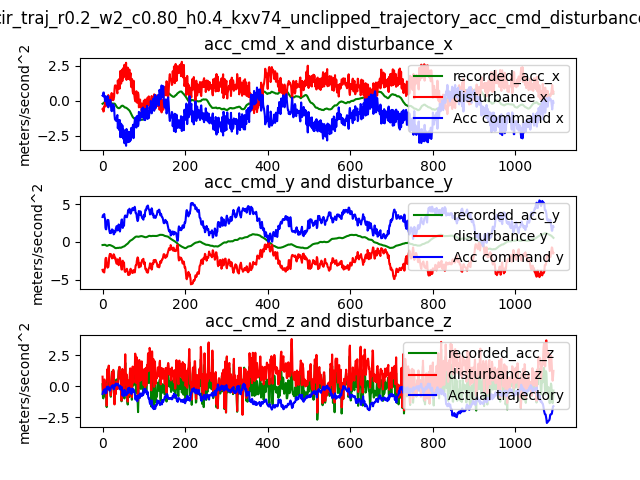 cir_traj_r0.2_w2_c0.80_h0.4_kxv74_unclipped_trajectory_acc_cmd_disturbance
acc_cmd_x and disturbance_x
meters/second^2
2.5
0.0
−2.5
recorded_acc_x
disturbance x
Acc command x
0 200 400 600 800 1000
acc_cmd_y and disturbance_y
meters/second^2
5
0
−5
recorded_acc_y
disturbance y
Acc command y
0 200 400 600 800 1000
acc_cmd_z and disturbance_z
meters/second^2
2.5
0.0
−2.5
recorded_acc_z
disturbance z
Actual trajectory
0 200 400 600 800 1000